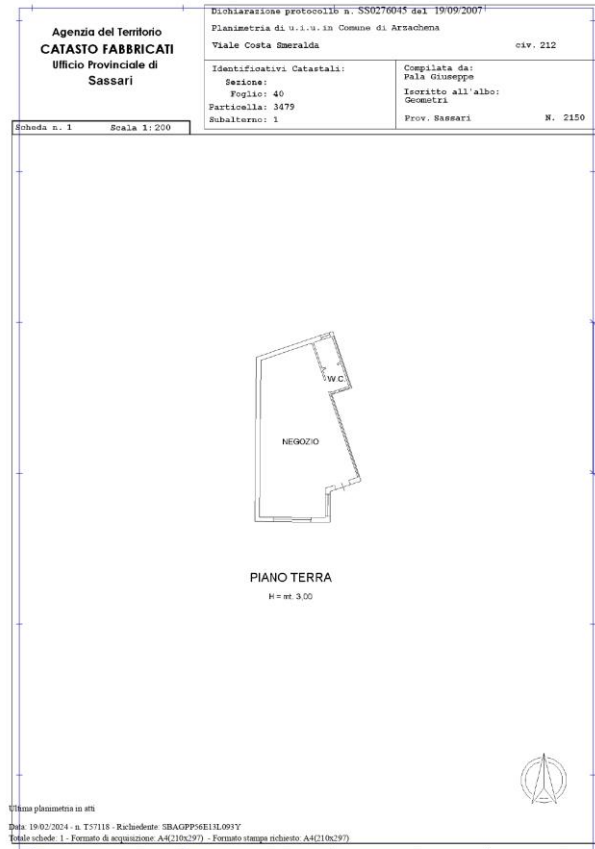 Agenzia del Territorio
CATASTO FABBRICATI
Ufficio Provinciale di
Sassari
Dichiarazione protocollo n. SS0276045 del 19/09/2007
Planimetria di u.i.u. in Comune di Arzachena
Viale Costa Smeralda civ. 212
Identificativi Catastali:
Sezione:
Foglio: 40
Particella: 3479
Subalterno: 1
Compilata da:
Pala Giuseppe
Iscritto all'albo:
Geometri
Prov. Sassari N. 2150
Scheda n. 1 Scala 1:200
W.C.
NEGOZIO
PIANO TERRA
H = mt. 3,00
Ultima planimetria in atti
Data: 19/02/2024 - n. T57118 - Richiedente: SBAGPP56E13L093Y
Totale schede: 1 - Formato di acquisizione: A4(210x297) - Formato stampa richiesto: A4(210x297)